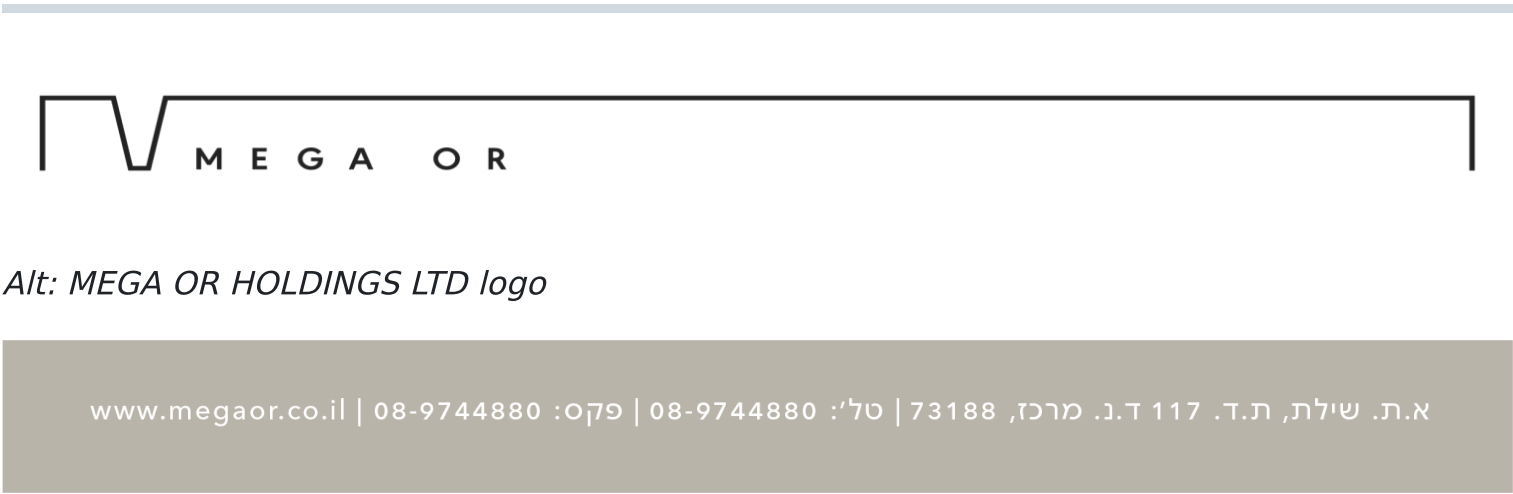 MEGA OR
Alt: MEGA OR HOLDINGS LTD logo
א.ת. שילת, ת.ד. 117 ד.נ. מרכז, 73188 | טל׳: 08-9744880 | פקס: 08-9744880 | www.megaor.co.il